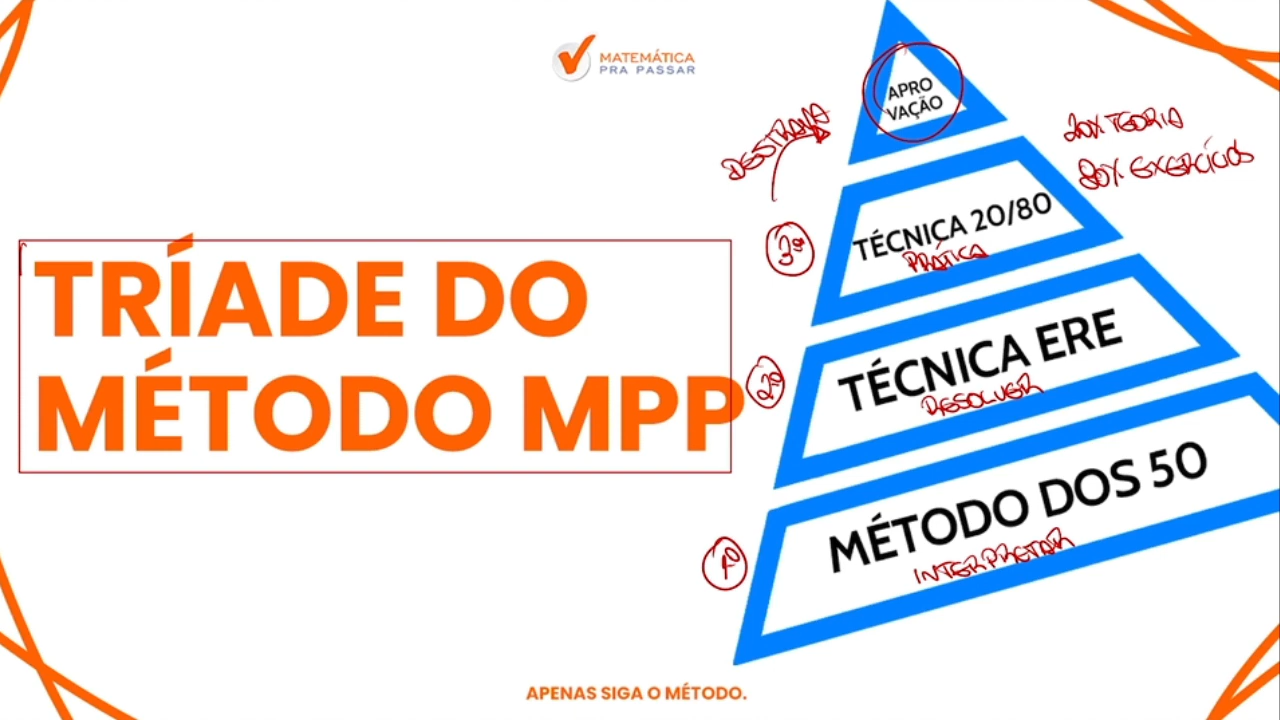 MATEMÁTICA
PRA PASSAR
TRÍADE DO
MÉTODO MPP
APRO
VAÇÃO
DESTRAVA
20% TEORIA
80% EXERCÍCIOS
3º
TÉCNICA 20/80
PRÁTICA
2º
TÉCNICA ERE
RESOLVER
1º
MÉTODO DOS 50
INTERPRETAR
APENAS SIGA O MÉTODO.